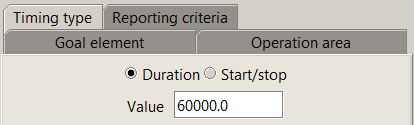 Timing type Reporting criteria
Goal element Operation area
Duration Start/stop
Value 60000.0